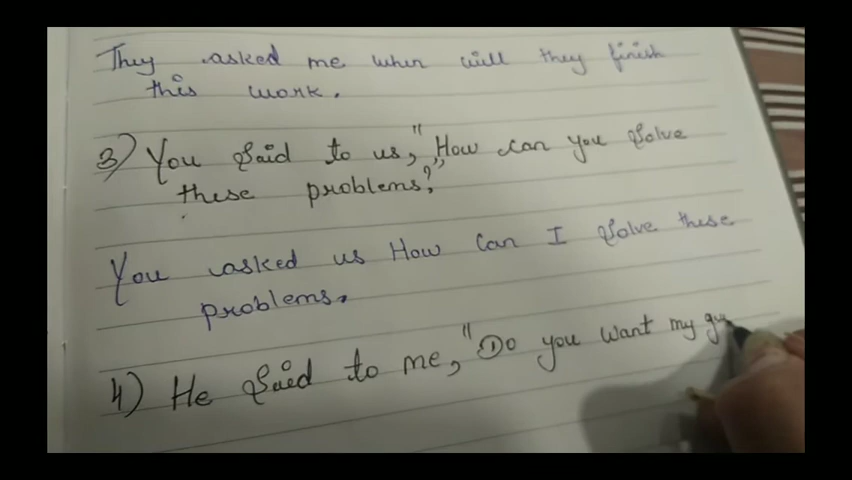 They asked me when will they finish
this work.
3) You said to us, "How can you solve
these problems?"
You asked us How can I solve these
problems.
4) He said to me, "Do you want my